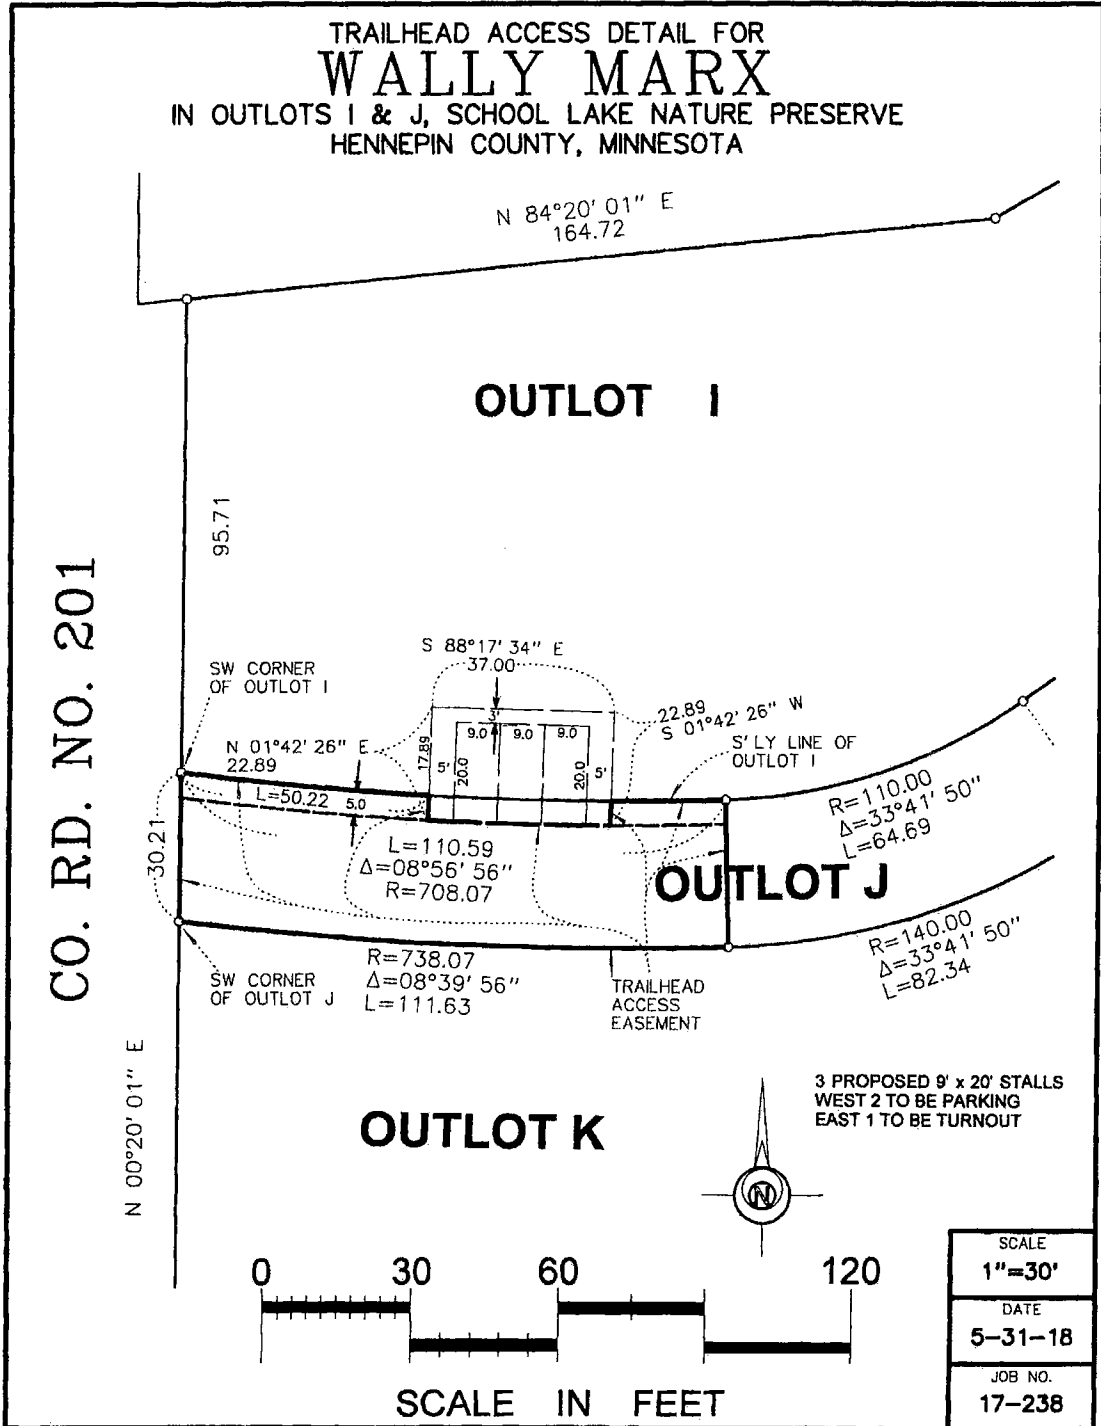 TRAILHEAD ACCESS DETAIL FOR
WALLY MARX
IN OUTLOTS I & J, SCHOOL LAKE NATURE PRESERVE
HENNEPIN COUNTY, MINNESOTA
N 84°20' 01" E
164.72
OUTLOT I
95.71
CO. RD. NO. 201
S 88°17' 34" E
37.00
SW CORNER
OF OUTLOT I
22.89
S 01°42' 26" W
3'
9.0 9.0 9.0
N 01°42' 26" E
22.89
17.89
5'
20.0
20.0
5'
S'LY LINE OF
OUTLOT I
L=50.22
5.0
R=110.00
Δ=33°41' 50"
L=64.69
30.21
L=110.59
Δ=08°56' 56"
R=708.07
OUTLOT J
R=140.00
Δ=33°41' 50"
L=82.34
R=738.07
Δ=08°39' 56"
L=111.63
SW CORNER
OF OUTLOT J
TRAILHEAD
ACCESS
EASEMENT
N 00°20' 01" E
3 PROPOSED 9' x 20' STALLS
WEST 2 TO BE PARKING
EAST 1 TO BE TURNOUT
OUTLOT K
N
0 30 60 120
SCALE IN FEET
SCALE
1"=30'
DATE
5-31-18
JOB NO.
17-238